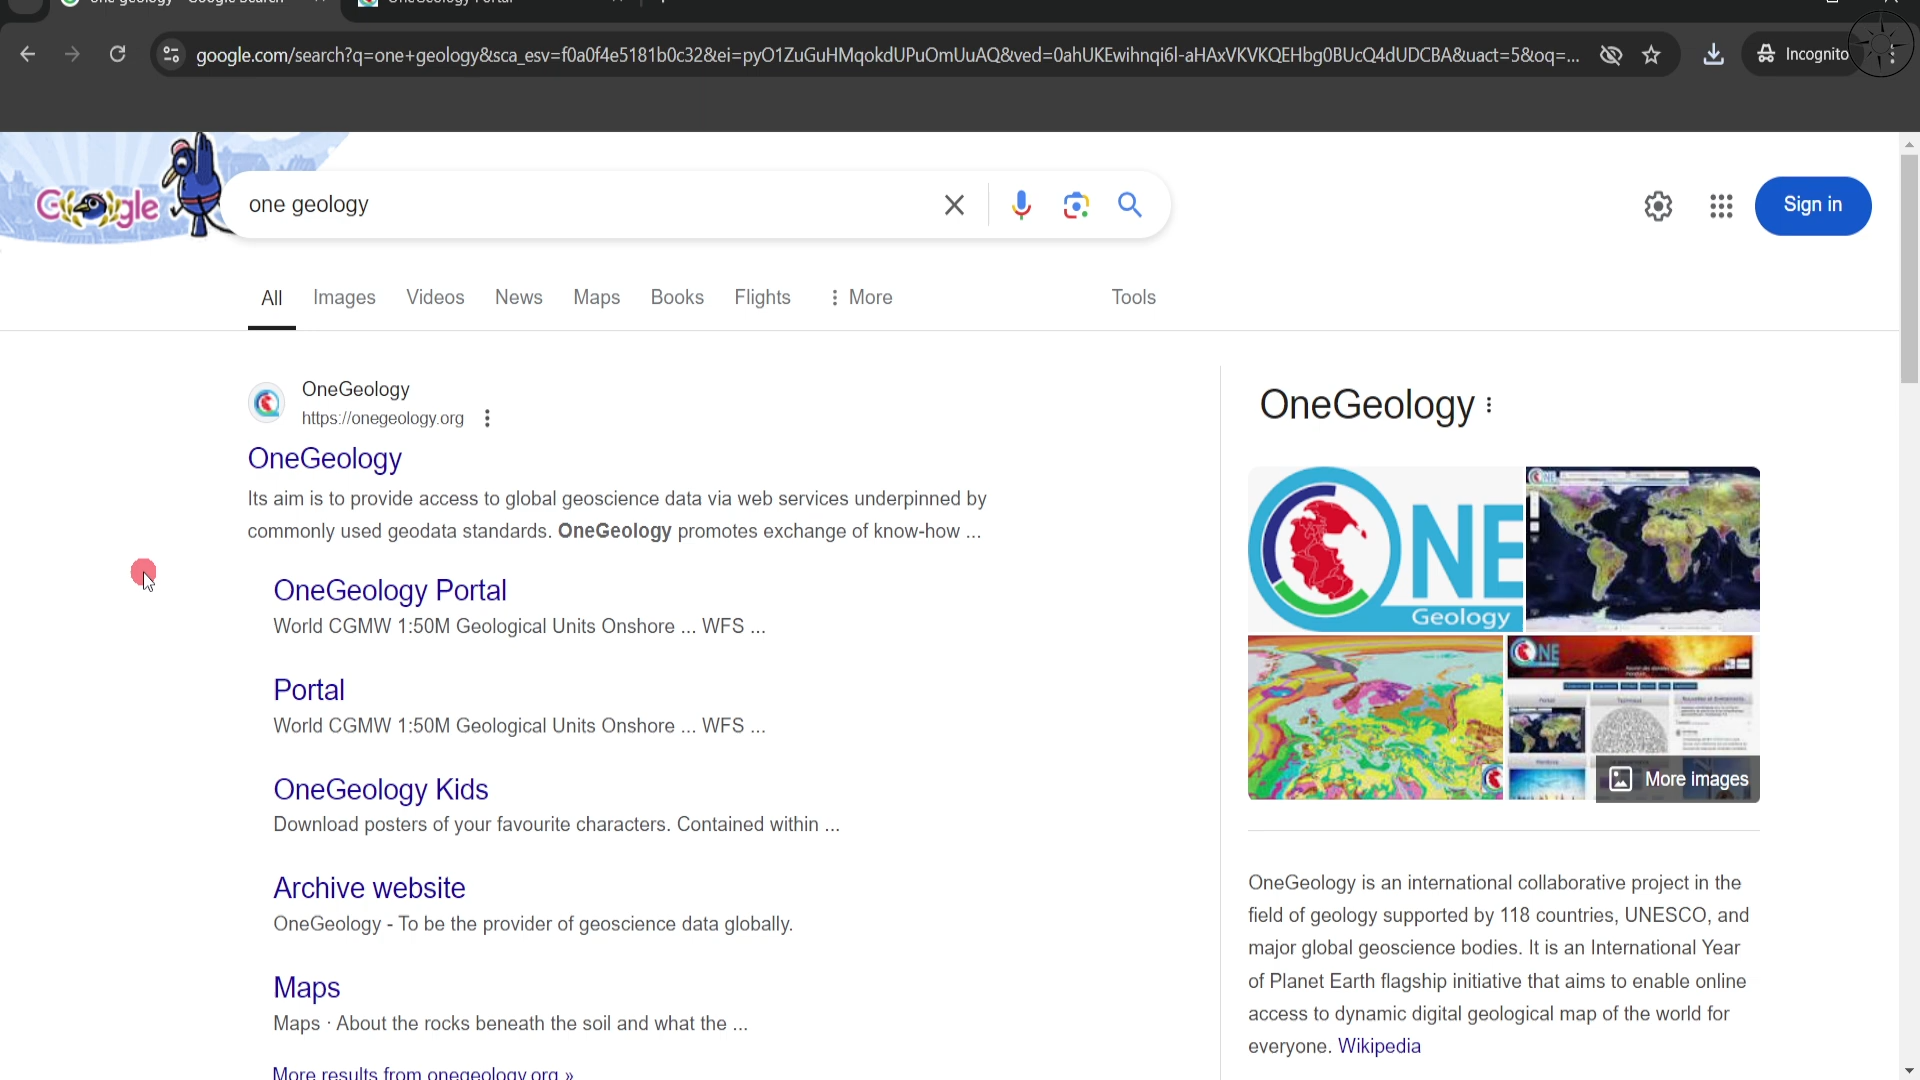 google.com/search?q=one+geology&sca_esv=f0a0f4e5181b0c32&ei=pyO1ZuGuHMqokdUPuOmUuAQ&ved=0ahUKEwihnqi6l-aHAxVKVKQEHbg0BUcQ4dUDCBA&uact=5&oq=...
Incognito
Google
one geology
Sign in
All
Images
Videos
News
Maps
Books
Flights
More
Tools
OneGeology
https://onegeology.org
OneGeology
Its aim is to provide access to global geoscience data via web services underpinned by
commonly used geodata standards. OneGeology promotes exchange of know-how ...
OneGeology Portal
World CGMW 1:50M Geological Units Onshore ... WFS ...
Portal
World CGMW 1:50M Geological Units Onshore ... WFS ...
OneGeology Kids
Download posters of your favourite characters. Contained within ...
Archive website
OneGeology - To be the provider of geoscience data globally.
Maps
Maps · About the rocks beneath the soil and what the ...
More results from onegeology.org »
OneGeology
ONE
Geology
ONE
More images
OneGeology is an international collaborative project in the
field of geology supported by 118 countries, UNESCO, and
major global geoscience bodies. It is an International Year
of Planet Earth flagship initiative that aims to enable online
access to dynamic digital geological map of the world for
everyone. Wikipedia